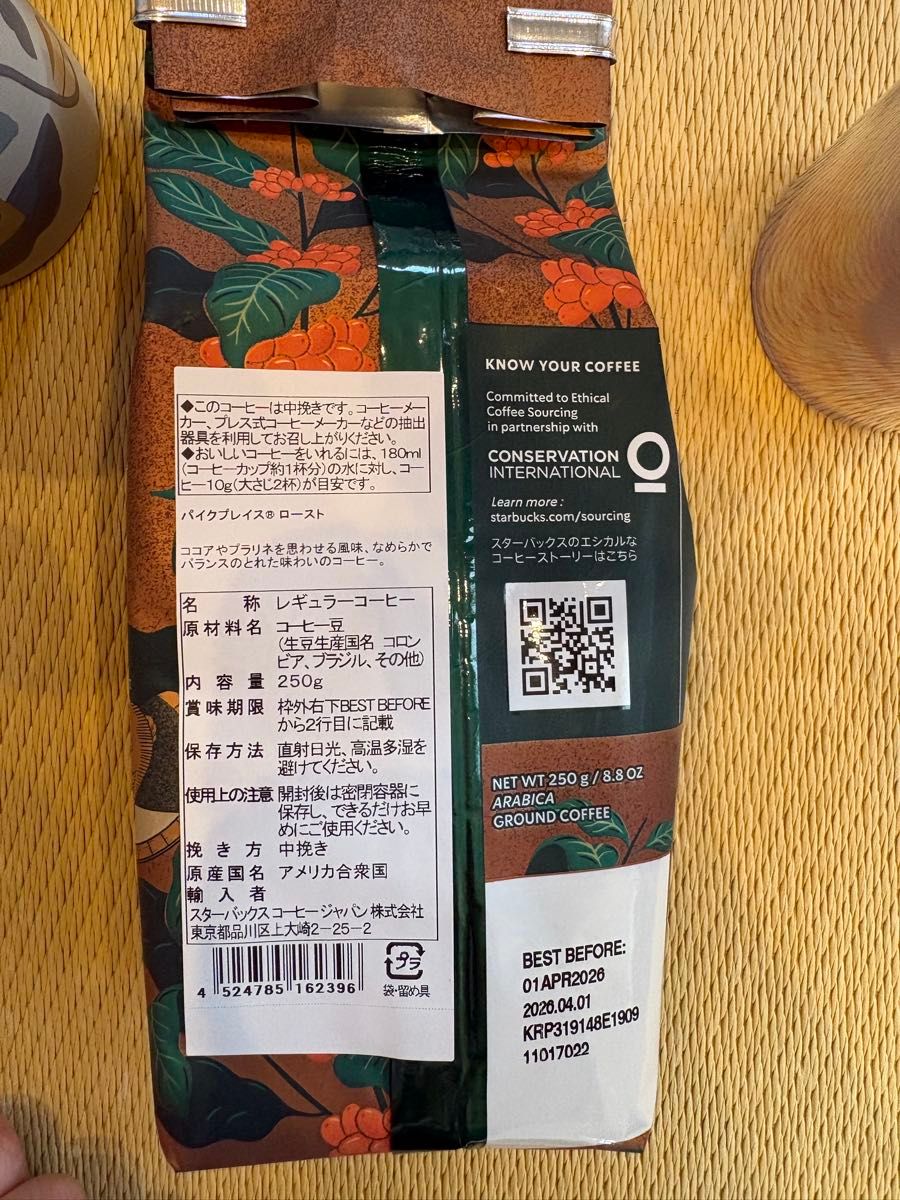 ◆このコーヒーは中挽きです。コーヒーメー
カー、プレス式コーヒーメーカーなどの抽出
器具を利用してお召し上がりください。
◆おいしいコーヒーをいれるには、180ml
(コーヒーカップ約1杯分)の水に対し、コー
ヒー10g(大さじ2杯)が目安です。
パイクプレイス® ロースト
ココアやプラリネを思わせる風味、なめらかで
バランスのとれた味わいのコーヒー。
名称 レギュラーコーヒー
原材料名 コーヒー豆
(生豆生産国名 コロン
ビア、ブラジル、その他)
内容量 250g
賞味期限 枠外右下BEST BEFORE
から2行目に記載
保存方法 直射日光、高温多湿を
避けてください。
使用上の注意 開封後は密閉容器に
保存し、できるだけお早
めにご使用ください。
挽き方 中挽き
原産国名 アメリカ合衆国
輸入者
スターバックス コーヒー ジャパン 株式会社
東京都品川区上大崎2-25-2
4 524785 162396
プラ
袋・留め具
KNOW YOUR COFFEE
Committed to Ethical
Coffee Sourcing
in partnership with
CONSERVATION
INTERNATIONAL
Learn more :
starbucks.com/sourcing
スターバックスのエシカルな
コーヒーストーリーはこちら
NET WT 250 g / 8.8 OZ
ARABICA
GROUND COFFEE
BEST BEFORE:
01APR2026
2026.04.01
KRP319148E1909
11017022